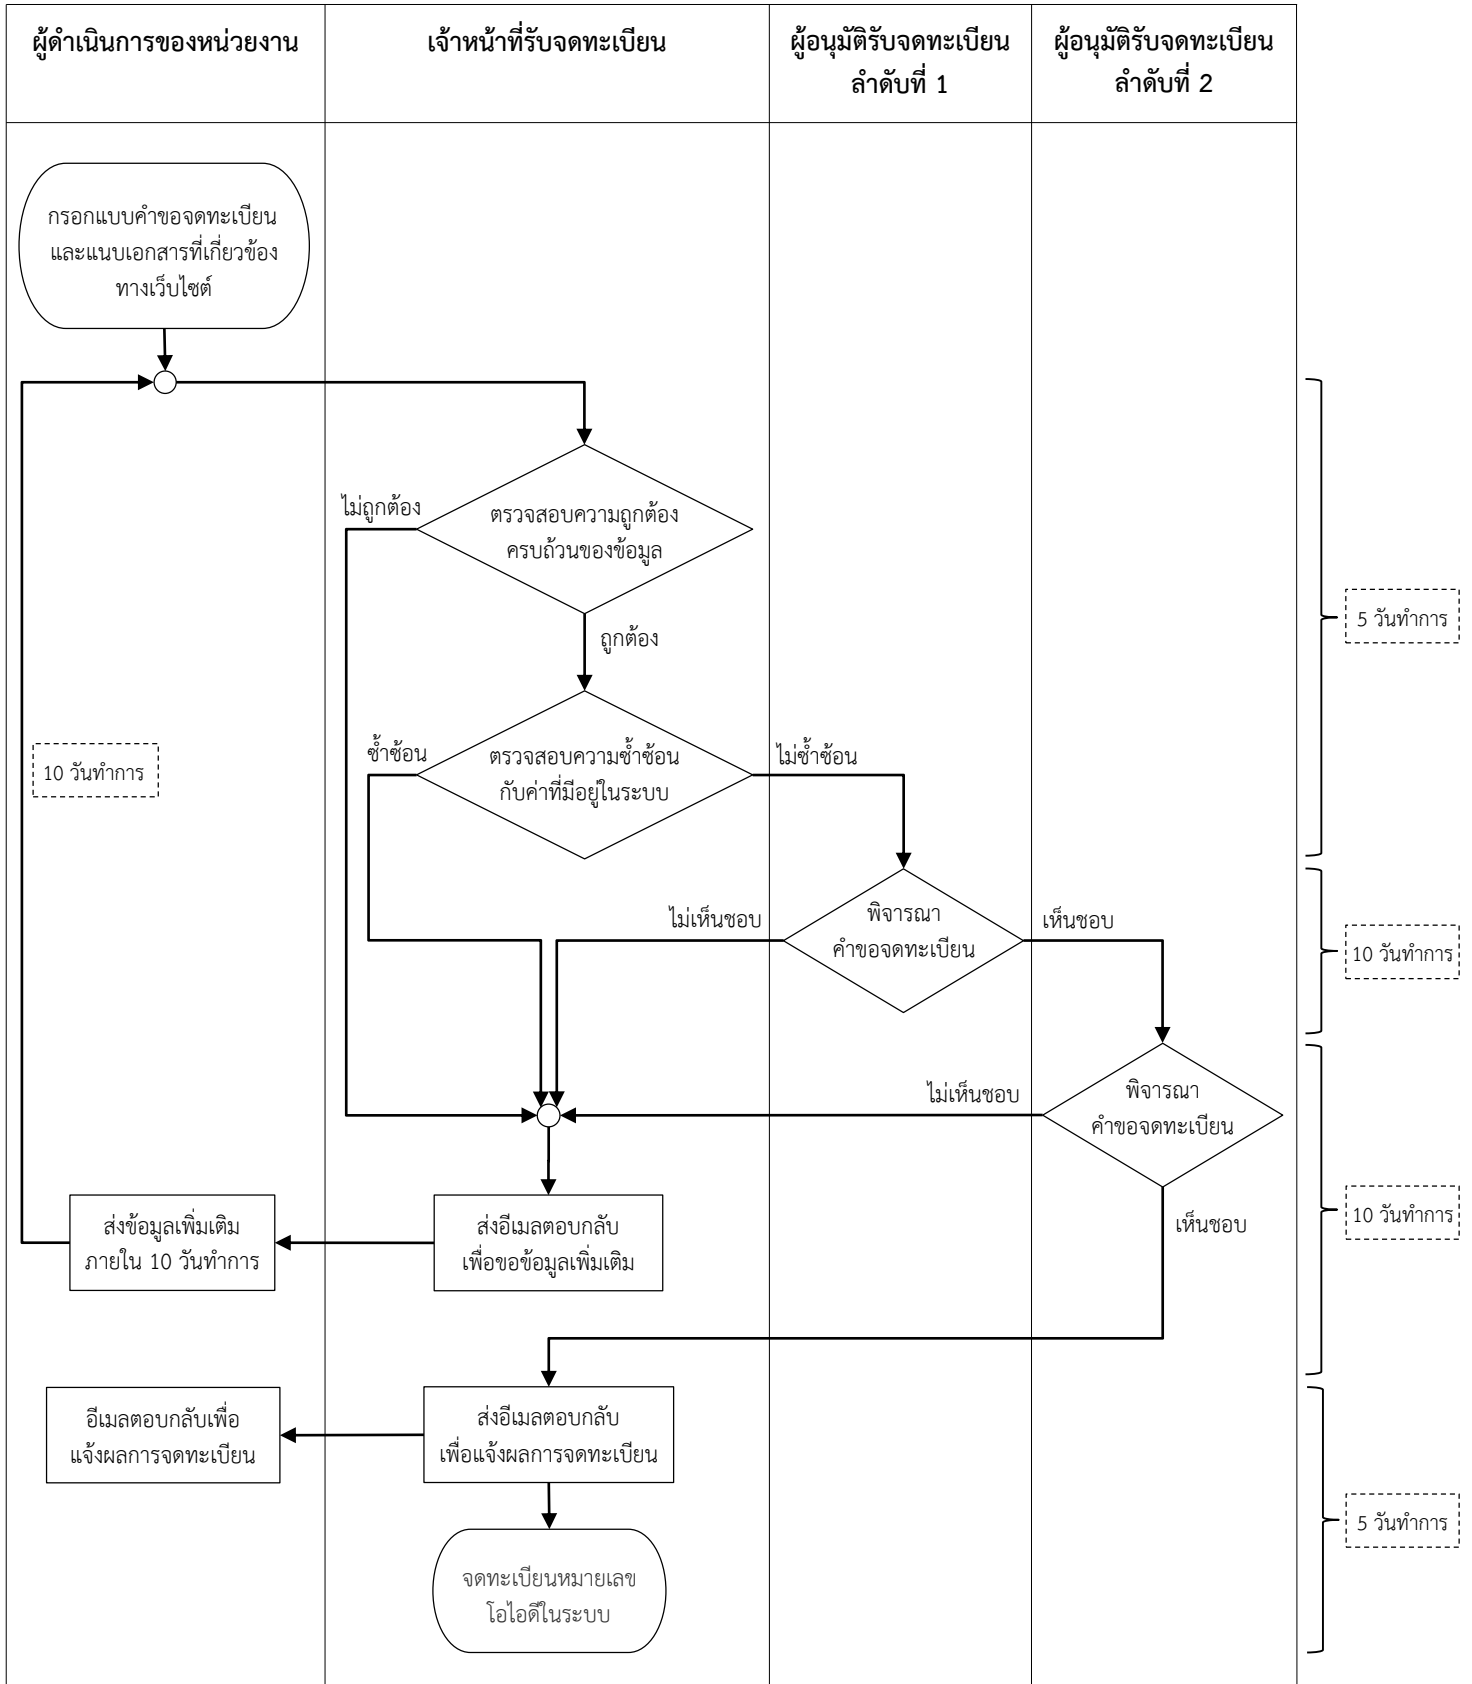 ผู้ดำเนินการของหน่วยงาน
เจ้าหน้าที่รับจดทะเบียน
ผู้อนุมัติรับจดทะเบียน
ลำดับที่ 1
ผู้อนุมัติรับจดทะเบียน
ลำดับที่ 2
กรอกแบบคำขอจดทะเบียน
และแนบเอกสารที่เกี่ยวข้อง
ทางเว็บไซต์
ไม่ถูกต้อง
ตรวจสอบความถูกต้อง
ครบถ้วนของข้อมูล
5 วันทำการ
ถูกต้อง
10 วันทำการ
ซ้ำซ้อน
ตรวจสอบความซ้ำซ้อน
กับค่าที่มีอยู่ในระบบ
ไม่ซ้ำซ้อน
ไม่เห็นชอบ
พิจารณา
คำขอจดทะเบียน
เห็นชอบ
10 วันทำการ
ไม่เห็นชอบ
พิจารณา
คำขอจดทะเบียน
เห็นชอบ
10 วันทำการ
ส่งข้อมูลเพิ่มเติม
ภายใน 10 วันทำการ
ส่งอีเมลตอบกลับ
เพื่อขอข้อมูลเพิ่มเติม
อีเมลตอบกลับเพื่อ
แจ้งผลการจดทะเบียน
ส่งอีเมลตอบกลับ
เพื่อแจ้งผลการจดทะเบียน
5 วันทำการ
จดทะเบียนหมายเลข
โอไอดีในระบบ